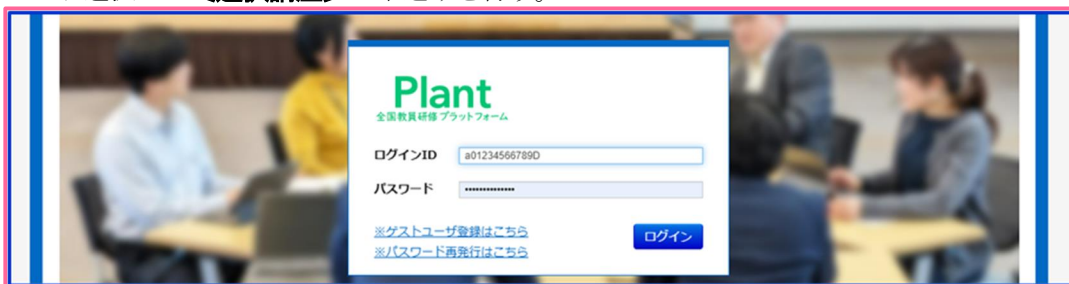 Plant
全国教員研修プラットフォーム
ログインID
a01234566789D
パスワード
※ゲストユーザ登録はこちら
ログイン
※パスワード再発行はこちら